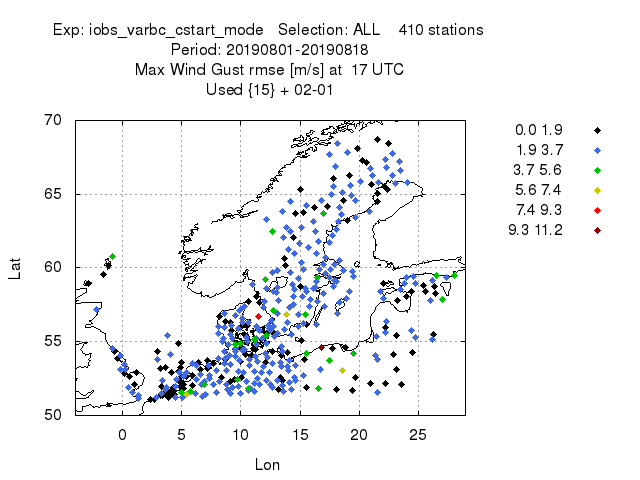 Exp: iobs_varbc_cstart_mode   Selection: ALL    410 stations
Period: 20190801-20190818
Max Wind Gust rmse [m/s] at  17 UTC
Used {15} + 02-01
70
65
60
55
50
Lat
0 5 10 15 20 25
Lon
0.0 1.9
1.9 3.7
3.7 5.6
5.6 7.4
7.4 9.3
9.3 11.2